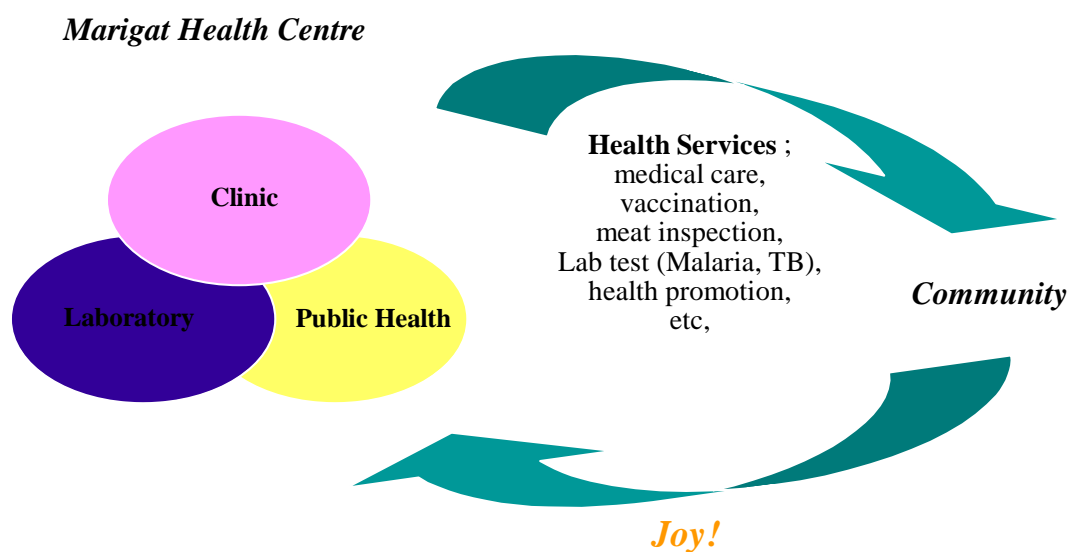 Marigat Health Centre
Clinic
Laboratory
Public Health
Health Services ;
medical care,
vaccination,
meat inspection,
Lab test (Malaria, TB),
health promotion,
etc,
Community
Joy!